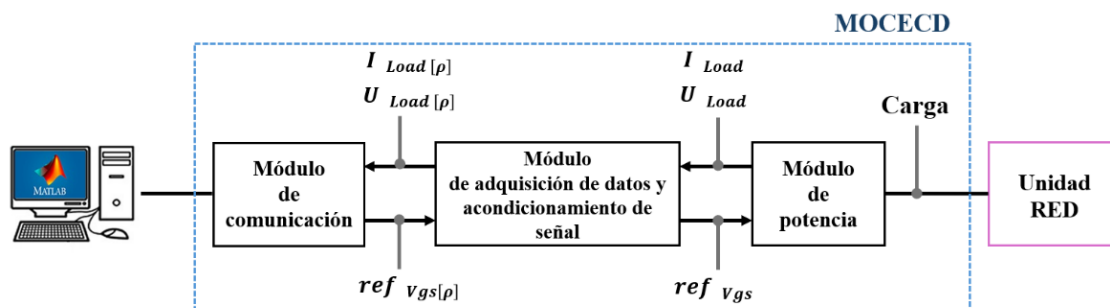 MOCECD
I Load [ρ]
U Load [ρ]
I Load
U Load
Carga
MATLAB
Módulo
de
comunicación
Módulo
de adquisición de datos y
acondicionamiento de
señal
Módulo
de
potencia
Unidad
RED
ref Vgs[ρ]
ref Vgs